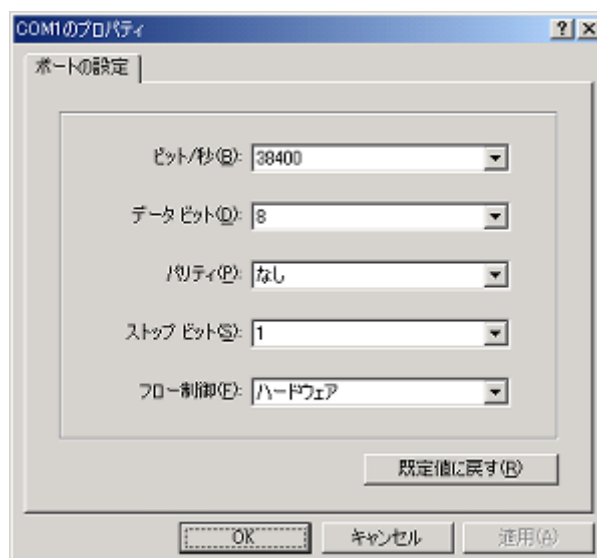 COM1のプロパティ
ポートの設定
ビット/秒(B): 38400
データ ビット(D): 8
パリティ(P): なし
ストップ ビット(S): 1
フロー制御(F): ハードウェア
既定値に戻す(R)
OK キャンセル 適用(A)